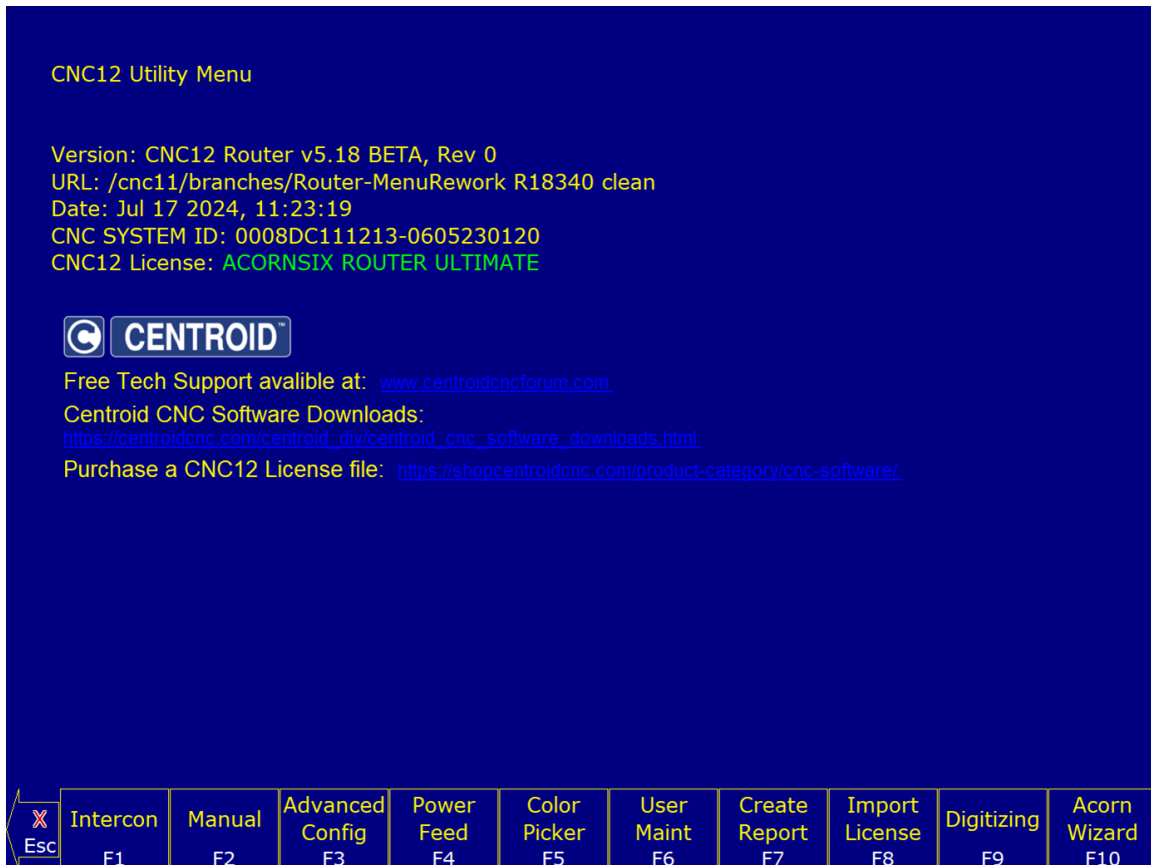 CNC12 Utility Menu
Version: CNC12 Router v5.18 BETA, Rev 0
URL: /cnc11/branches/Router-MenuRework R18340 clean
Date: Jul 17 2024, 11:23:19
CNC SYSTEM ID: 0008DC111213-0605230120
CNC12 License: ACORNSIX ROUTER ULTIMATE
C CENTROID™
Free Tech Support avalible at: www.centroidcncforum.com
Centroid CNC Software Downloads:
https://centroidcnc.com/centroid_diy/centroid_cnc_software_downloads.html
Purchase a CNC12 License file: https://shopcentroidcnc.com/product-category/cnc-software/
X Esc
Intercon F1
Manual F2
Advanced Config F3
Power Feed F4
Color Picker F5
User Maint F6
Create Report F7
Import License F8
Digitizing F9
Acorn Wizard F10